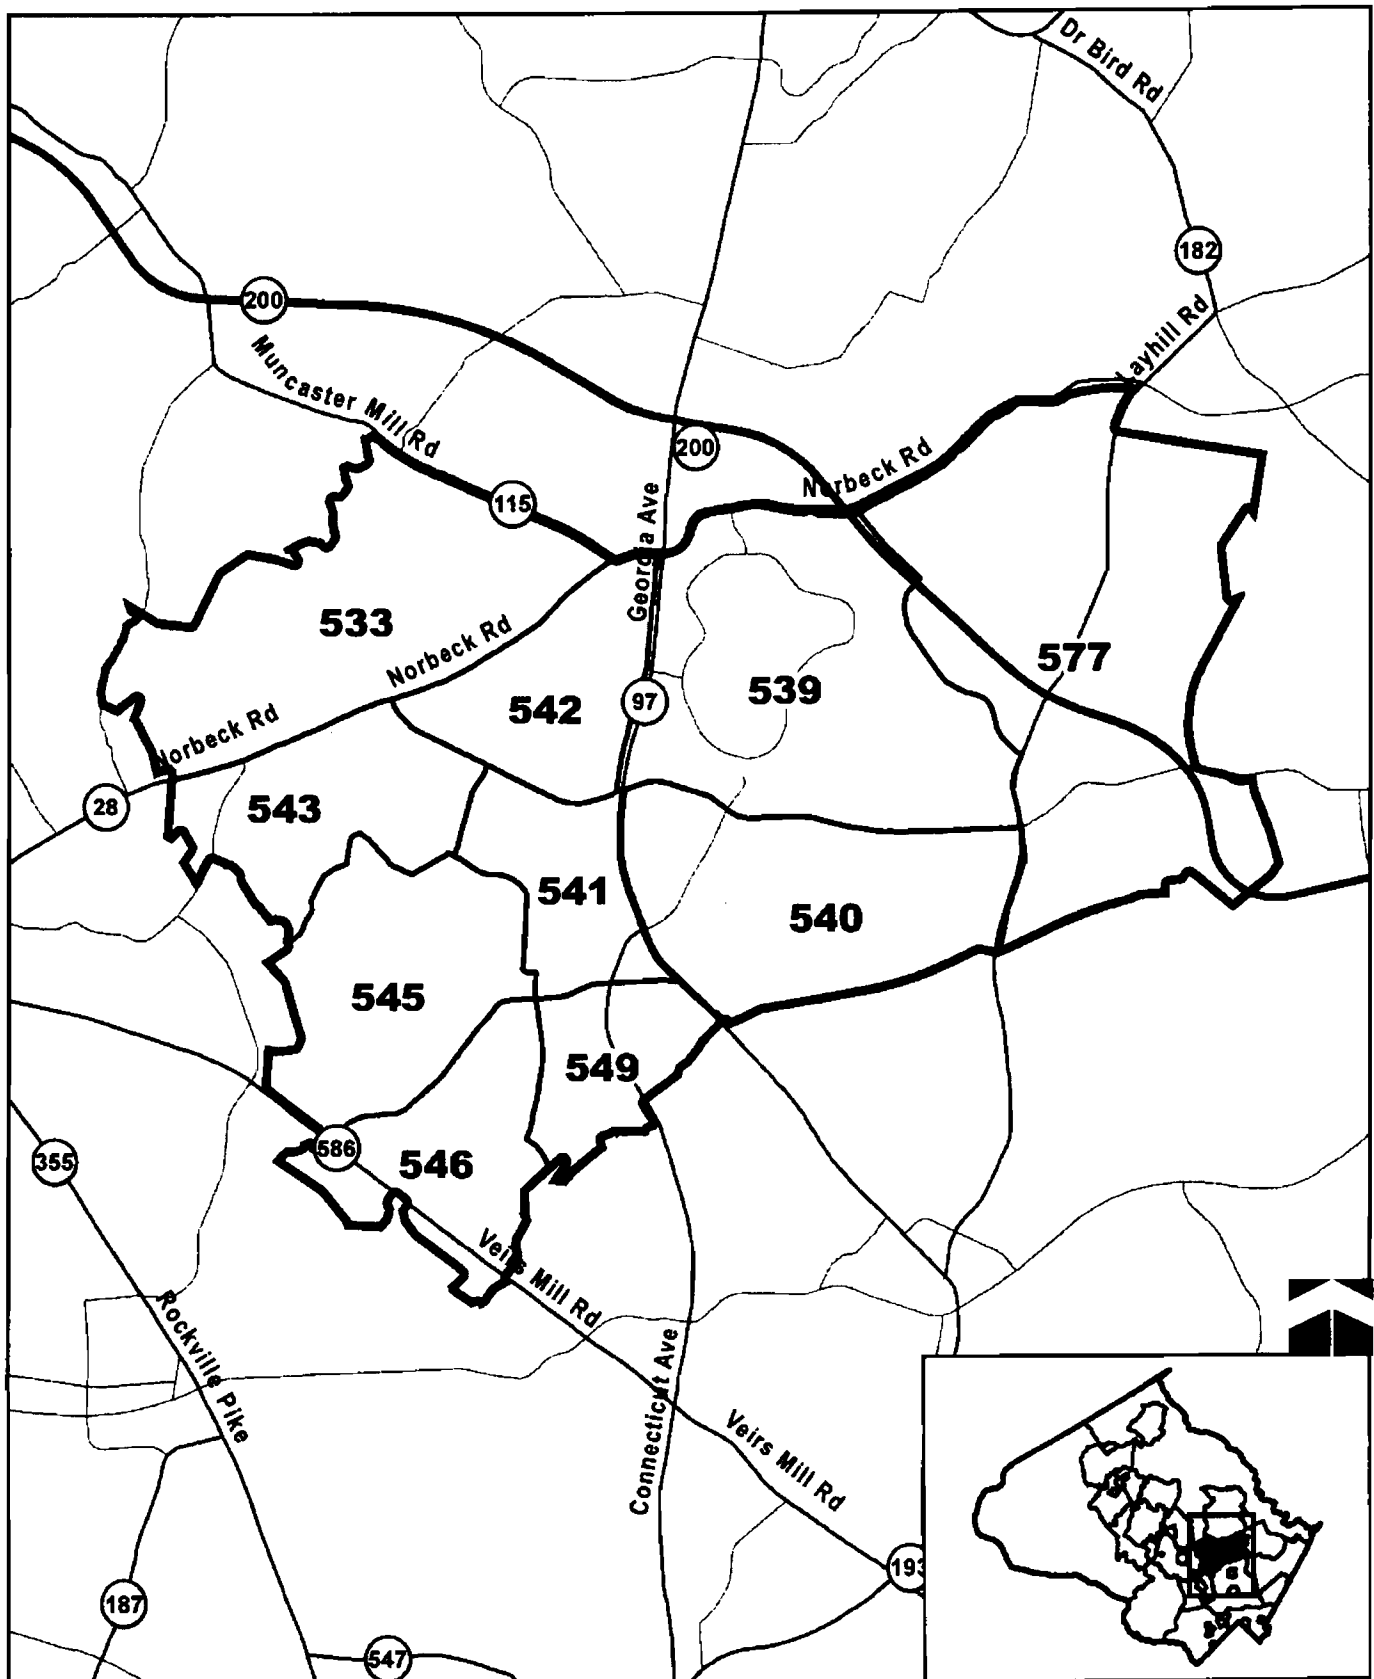 Dr Bird Rd
182
200
Layhill Rd
Muncaster Mill Rd
200
Norbeck Rd
115
Georgia Ave
533
Norbeck Rd
577
539
97
542
Norbeck Rd
28
543
541
540
545
549
586
546
355
Veirs Mill Rd
Rockville Pike
Connecticut Ave
Veirs Mill Rd
193
187
547